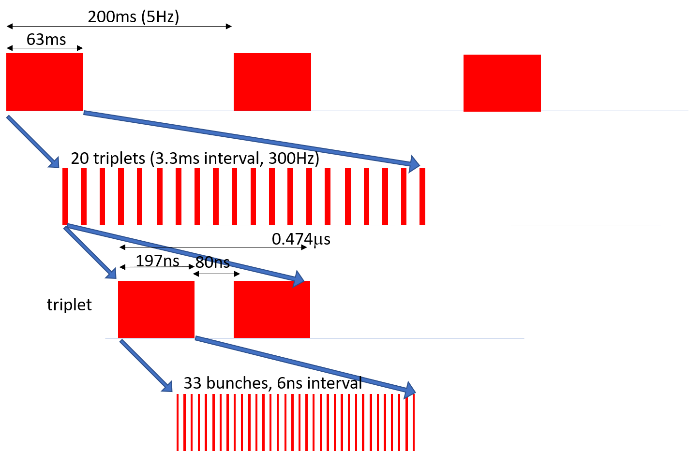 200ms (5Hz)
63ms
20 triplets (3.3ms interval, 300Hz)
0.474μs
197ns
80ns
triplet
33 bunches, 6ns interval